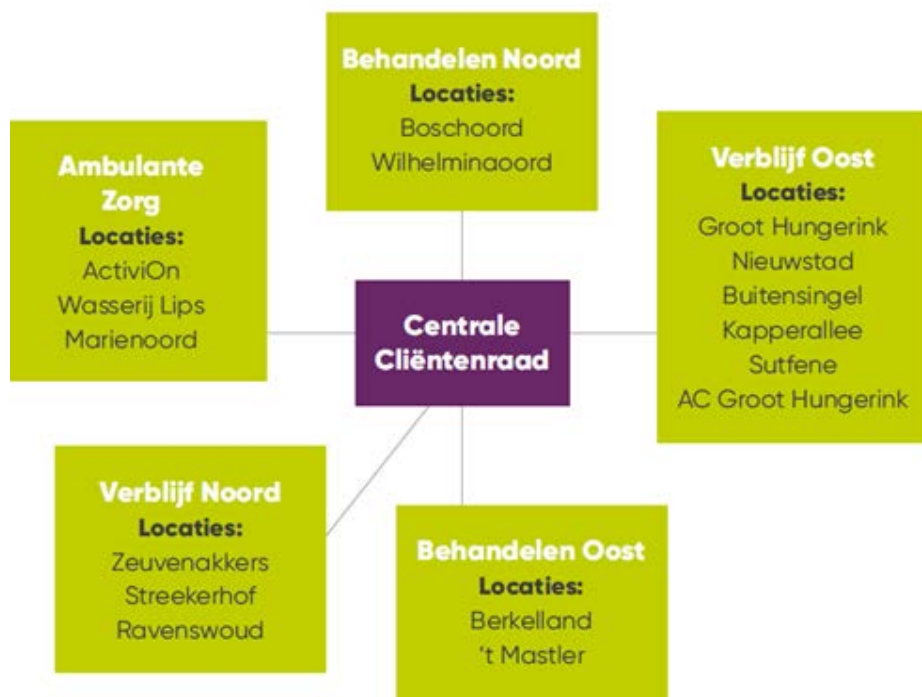 Behandelen Noord
Locaties:
Boschoord
Wilhelminaoord
Ambulante
Zorg
Locaties:
ActiviOn
Wasserij Lips
Marienoord
Verblijf Oost
Locaties:
Groot Hungerink
Nieuwstad
Buitensingel
Kapperallee
Sutfene
AC Groot Hungerink
Centrale
Cliëntenraad
Verblijf Noord
Locaties:
Zeuvenakkers
Streekerhof
Ravenswoud
Behandelen Oost
Locaties:
Berkelland
‘t Mastler